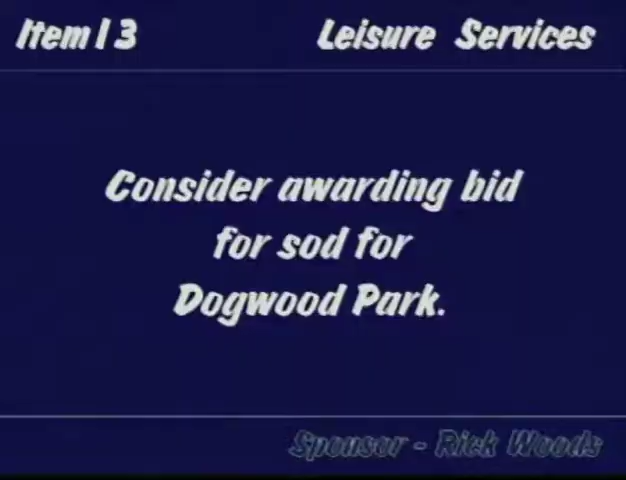 Item 13 Leisure Services
Consider awarding bid
for sod for
Dogwood Park.
Sponsor - Rick Woods